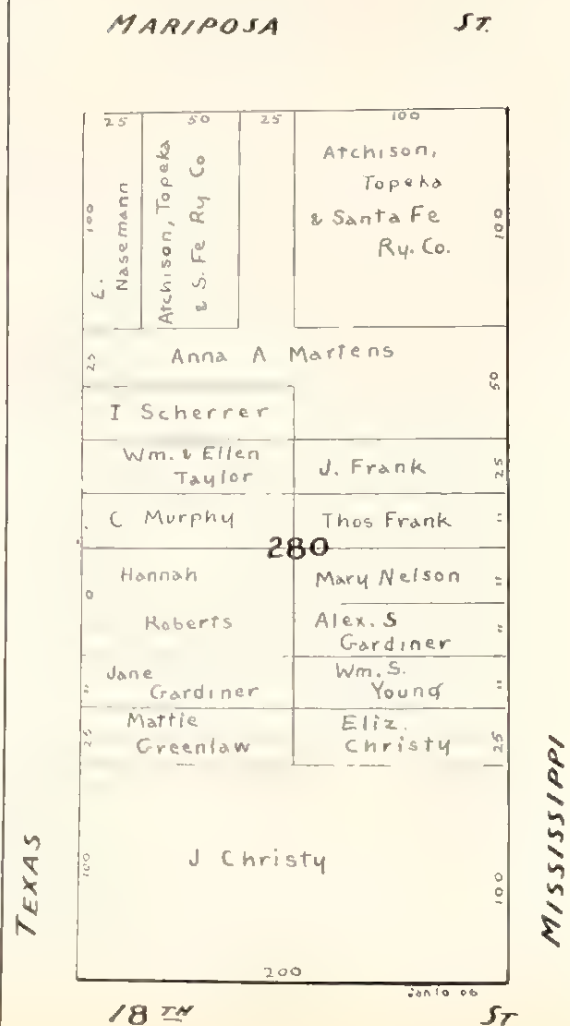 MARIPOSA ST.
25 50 25 100
100
E. Nasemann
Atchison, Topeka
& S. Fe Ry Co
Atchison,
Topeka
& Santa Fe
Ry. Co.
100
25
Anna A Martens
50
I Scherrer
Wm. & Ellen
Taylor
J. Frank
25
C Murphy
Thos Frank
"
280
Hannah
Roberts
Mary Nelson
"
Alex. S
Gardiner
"
Jane
Gardiner
"
Wm. S.
Young
"
Mattie
Greenlaw
25
Eliz.
Christy
25
J Christy
100
100
200
TEXAS
MISSISSIPPI
18TH ST